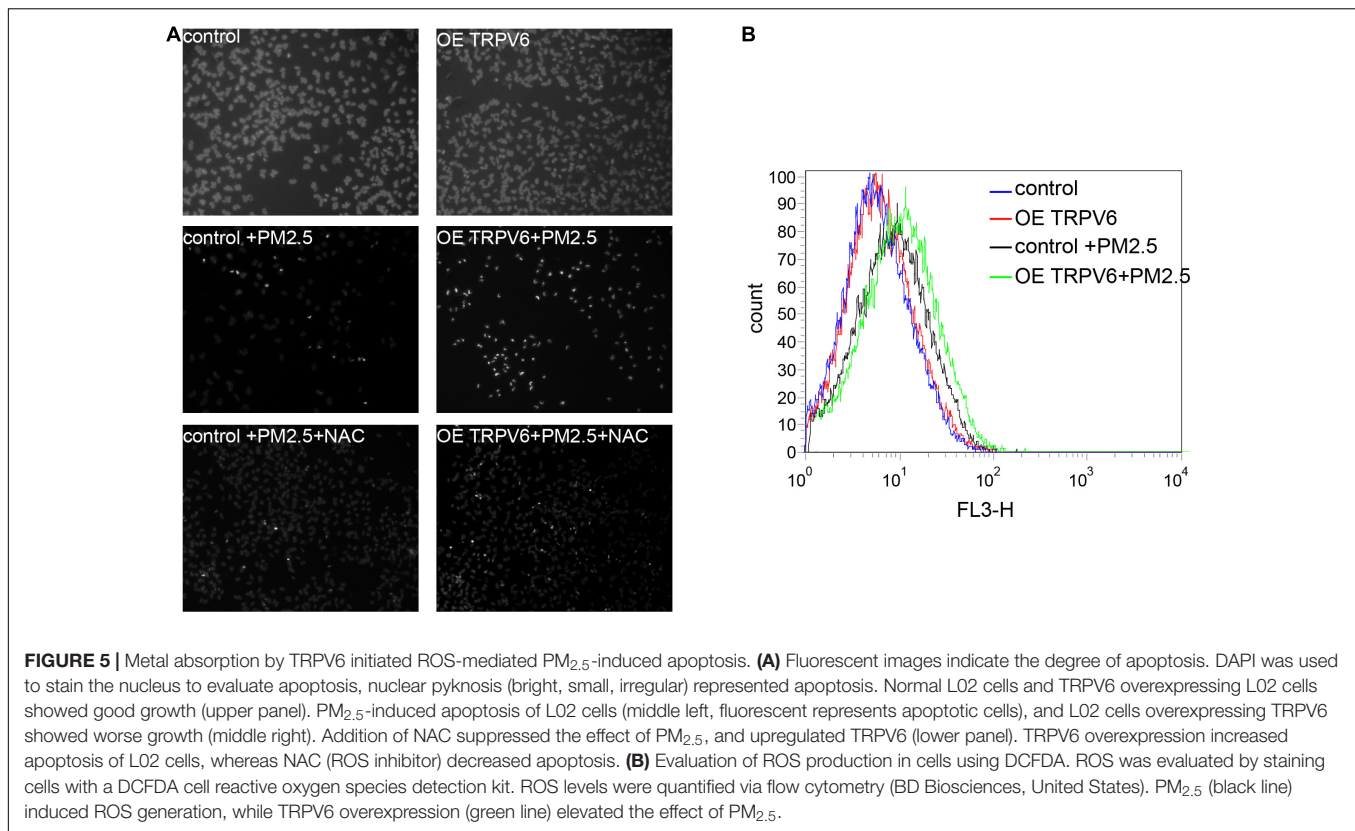 A
control
OE TRPV6
control +PM2.5
OE TRPV6+PM2.5
control +PM2.5+NAC
OE TRPV6+PM2.5+NAC
B
100
90
80
70
60
50
40
30
20
10
0
count
10⁰
10¹
10²
10³
10⁴
FL3-H
control
OE TRPV6
control +PM2.5
OE TRPV6+PM2.5
FIGURE 5 | Metal absorption by TRPV6 initiated ROS-mediated PM₂.₅-induced apoptosis. (A) Fluorescent images indicate the degree of apoptosis. DAPI was used
to stain the nucleus to evaluate apoptosis, nuclear pyknosis (bright, small, irregular) represented apoptosis. Normal L02 cells and TRPV6 overexpressing L02 cells
showed good growth (upper panel). PM₂.₅-induced apoptosis of L02 cells (middle left, fluorescent represents apoptotic cells), and L02 cells overexpressing TRPV6
showed worse growth (middle right). Addition of NAC suppressed the effect of PM₂.₅, and upregulated TRPV6 (lower panel). TRPV6 overexpression increased
apoptosis of L02 cells, whereas NAC (ROS inhibitor) decreased apoptosis. (B) Evaluation of ROS production in cells using DCFDA. ROS was evaluated by staining
cells with a DCFDA cell reactive oxygen species detection kit. ROS levels were quantified via flow cytometry (BD Biosciences, United States). PM₂.₅ (black line)
induced ROS generation, while TRPV6 overexpression (green line) elevated the effect of PM₂.₅.